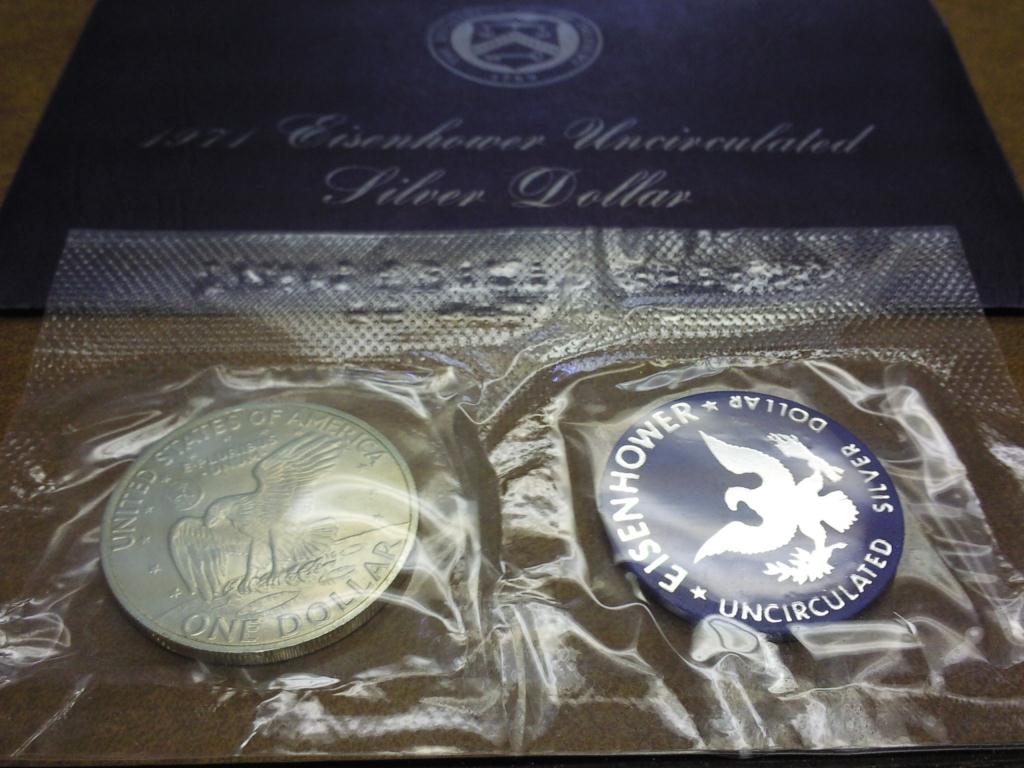 1971 Eisenhower Uncirculated
Silver Dollar
UNITED STATES OF AMERICA
E PLURIBUS
UNUM
ONE DOLLAR
EISENHOWER ★ DOLLAR
SILVER
★ UNCIRCULATED